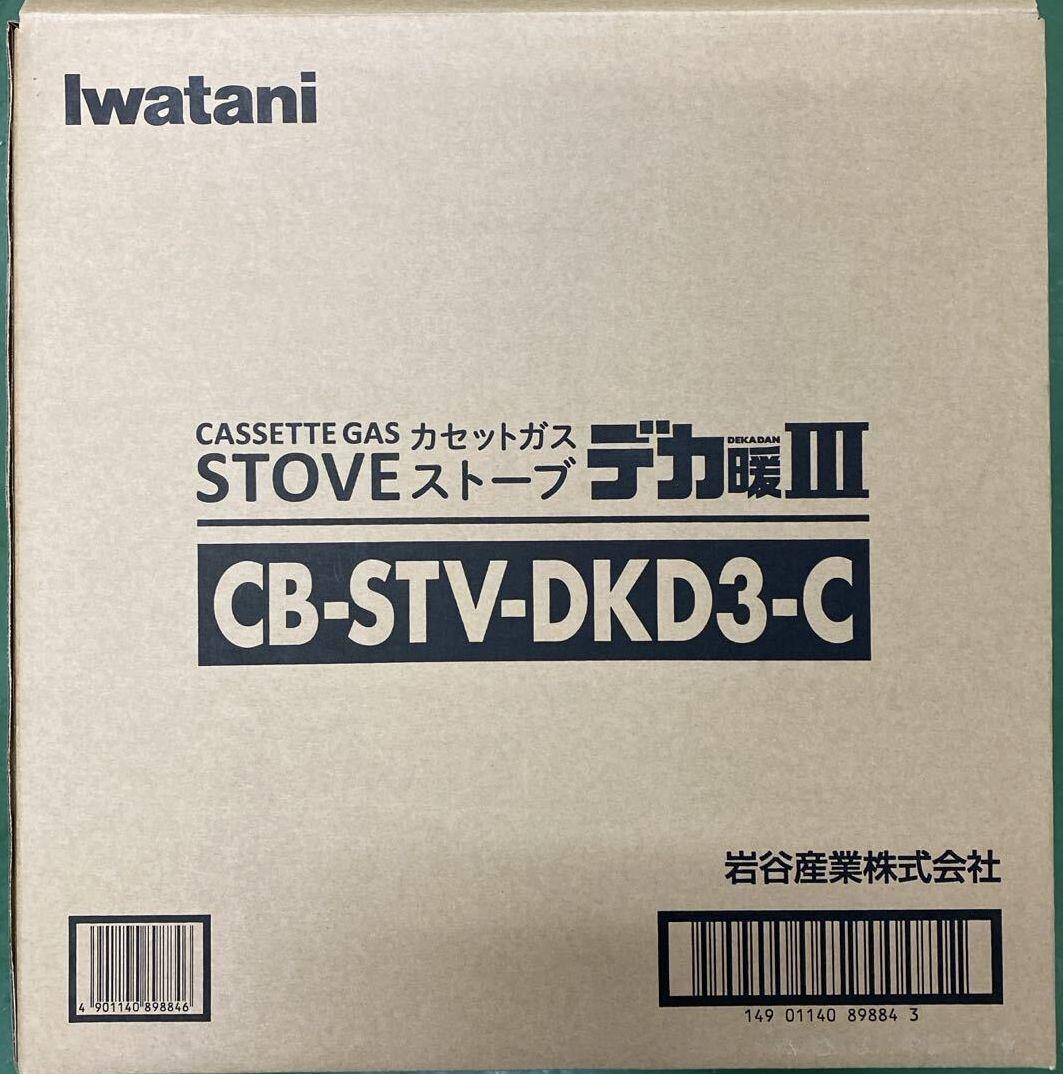 Iwatani
CASSETTE GAS カセットガス
STOVE ストーブ デカ暖III
DEKADAN
CB-STV-DKD3-C
岩谷産業株式会社
4 901140 898846
149 01140 89884 3